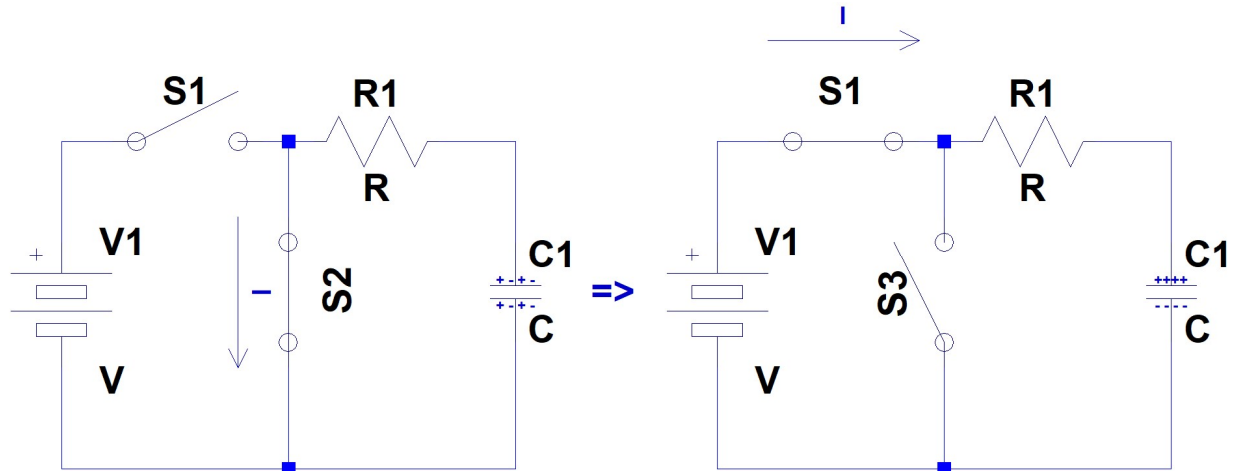 S1
R1
R
+
V1
V
I
S2
+ - + -
+ - + -
C1
C
=>
I
S1
R1
R
+
V1
V
S3
++++
- - - -
C1
C